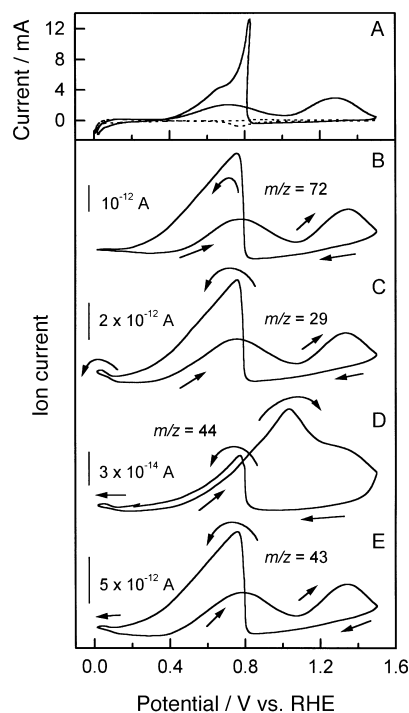 12
8
4
0
Current / mA
A
B
10-12 A
m/z = 72
C
2 x 10-12 A
m/z = 29
Ion current
D
m/z = 44
3 x 10-14 A
E
m/z = 43
5 x 10-12 A
0.0 0.4 0.8 1.2 1.6
Potential / V vs. RHE